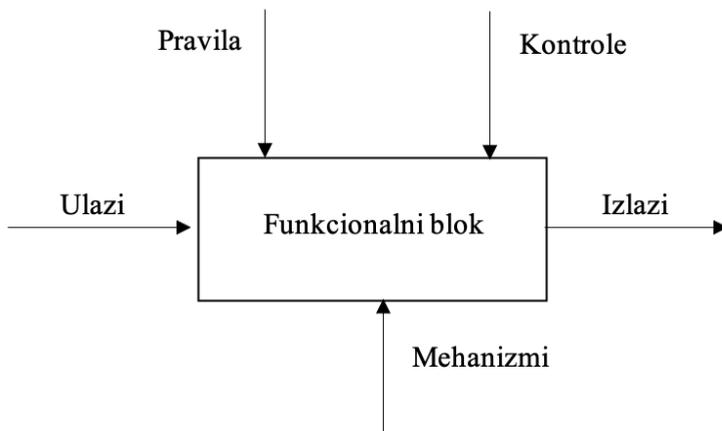 Pravila
Kontrole
Ulazi
Funkcionalni blok
Izlazi
Mehanizmi